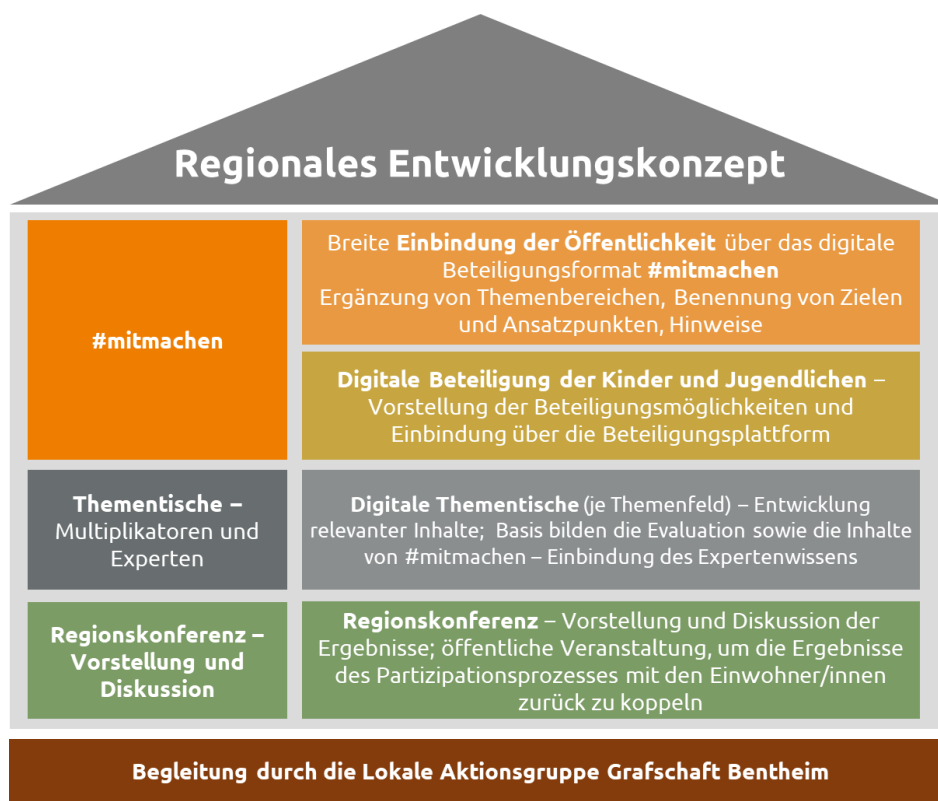 Regionales Entwicklungskonzept
#mitmachen
Breite Einbindung der Öffentlichkeit über das digitale
Beteiligungsformat #mitmachen
Ergänzung von Themenbereichen, Benennung von Zielen
und Ansatzpunkten, Hinweise
Digitale Beteiligung der Kinder und Jugendlichen –
Vorstellung der Beteiligungsmöglichkeiten und
Einbindung über die Beteiligungsplattform
Thementische –
Multiplikatoren und
Experten
Digitale Thementische (je Themenfeld) – Entwicklung
relevanter Inhalte; Basis bilden die Evaluation sowie die Inhalte
von #mitmachen – Einbindung des Expertenwissens
Regionskonferenz –
Vorstellung und
Diskussion
Regionskonferenz – Vorstellung und Diskussion der
Ergebnisse; öffentliche Veranstaltung, um die Ergebnisse
des Partizipationsprozesses mit den Einwohner/innen
zurück zu koppeln
Begleitung durch die Lokale Aktionsgruppe Grafschaft Bentheim